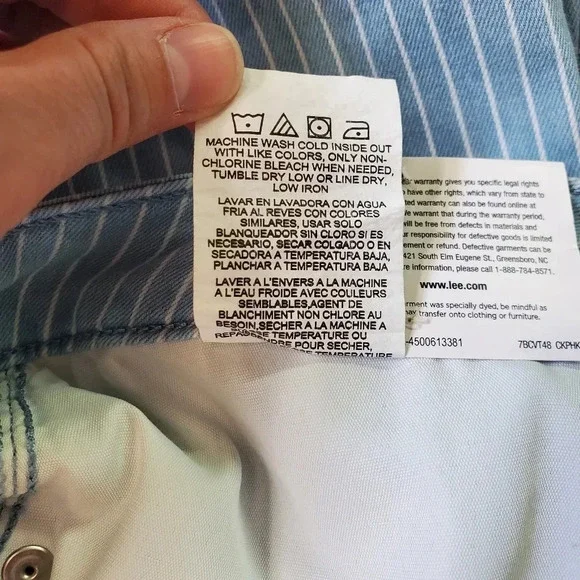 MACHINE WASH COLD INSIDE OUT
WITH LIKE COLORS, ONLY NON-
CHLORINE BLEACH WHEN NEEDED,
TUMBLE DRY LOW OR LINE DRY,
LOW IRON
LAVAR EN LAVADORA CON AGUA
FRIA AL REVES CON COLORES
SIMILARES, USAR SOLO
BLANQUEADOR SIN CLORO SI ES
NECESARIO, SECAR COLGADO O EN
SECADORA A TEMPERATURA BAJA,
PLANCHAR A TEMPERATURA BAJA
LAVER A L'ENVERS A LA MACHINE
A L'EAU FROIDE AVEC COULEURS
SEMBLABLES,AGENT DE
BLANCHIMENT NON CHLORE AU
BESOIN,SECHER A LA MACHINE A
TEMPERATURE OU
POUR SECHER,
TEMPERATURE
warranty gives you specific legal rights
have other rights, which vary from state to
warranty can also be found online at
warrant that during the warranty period,
will be free from defects in materials and
responsibility for defective goods is limited
or refund. Defective garments can be
421 South Elm Eugene St., Greensboro, NC
information, please call 1-888-784-8571.
www.lee.com
was specially dyed, be mindful as
transfer onto clothing or furniture.
-4500613381
7BCVT48 CKPHK